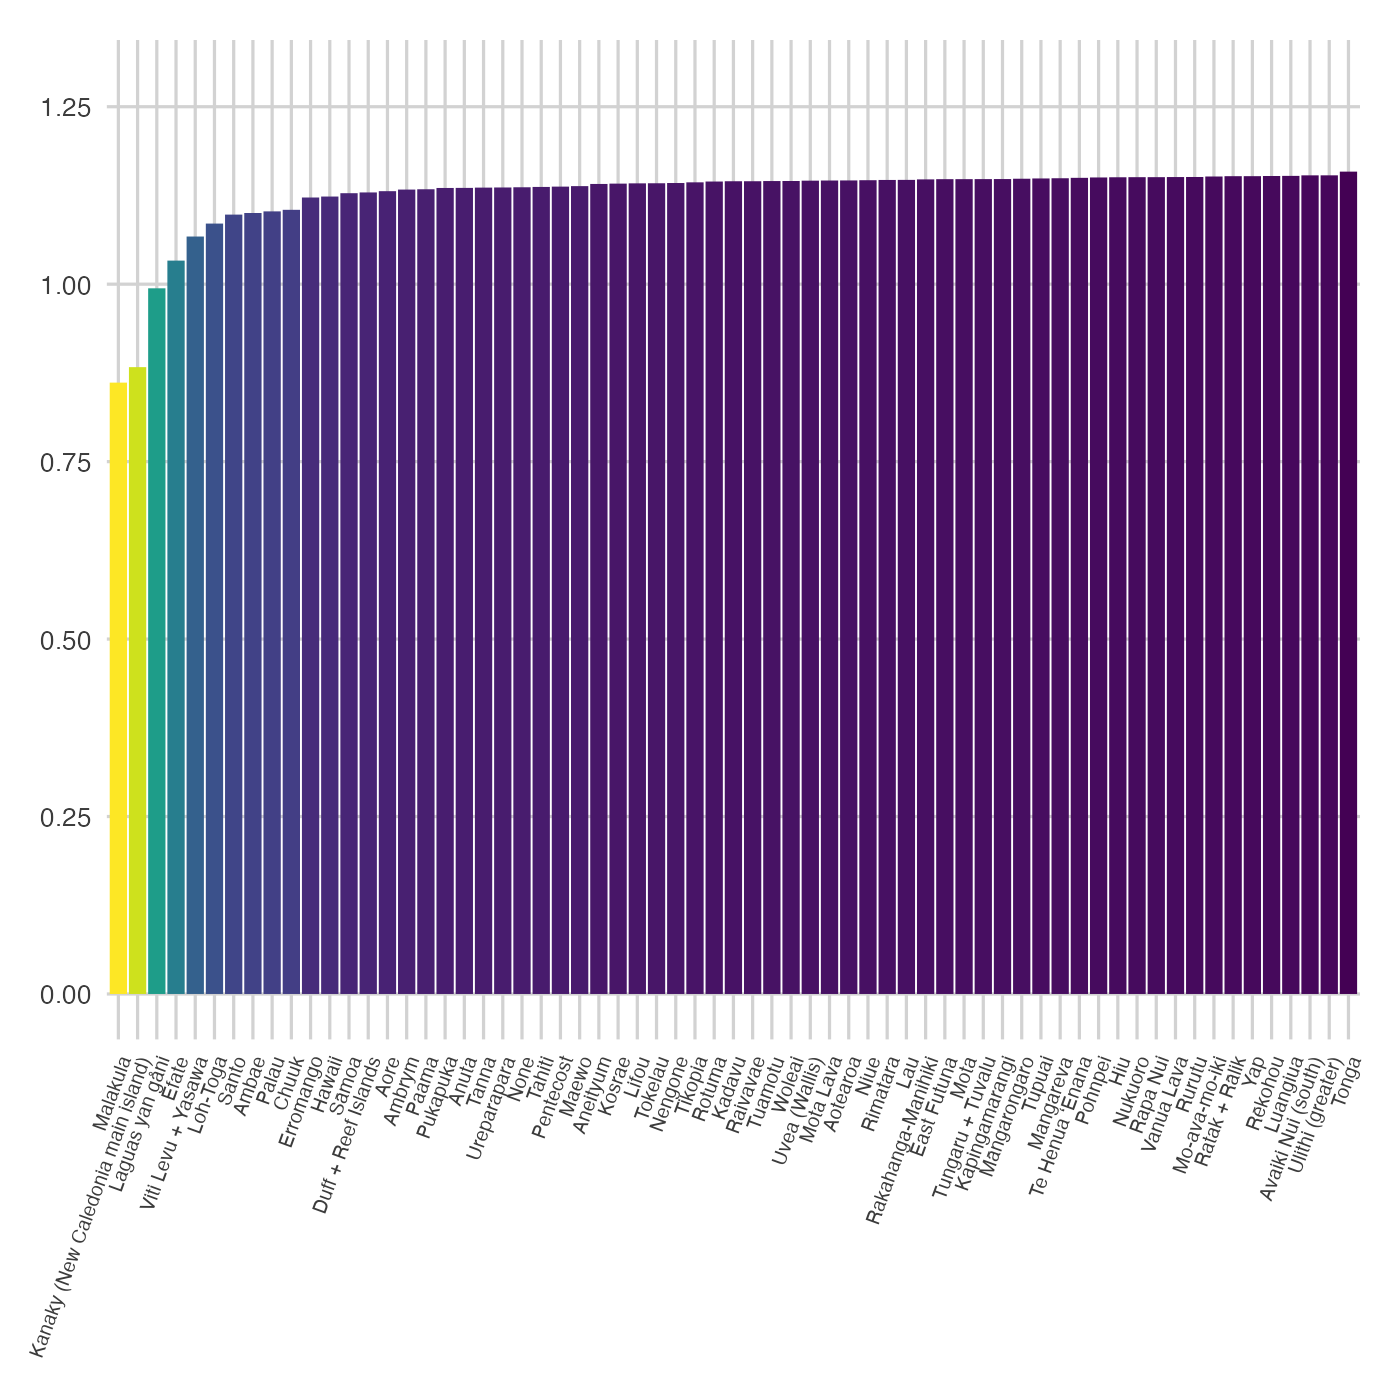 1.25
1.00
0.75
0.50
0.25
0.00
Malakula
Kanaky (New Caledonia main island)
Laguas yan gåni
Efate
Viti Levu + Yasawa
Loh-Toga
Santo
Ambae
Palau
Chuuk
Erromango
Hawaii
Samoa
Duff + Reef Islands
Aore
Ambrym
Paama
Pukapuka
Anuta
Tanna
Ureparapara
None
Tahiti
Pentecost
Maewo
Aneityum
Kosrae
Lifou
Tokelau
Nengone
Tikopia
Rotuma
Kadavu
Raivavae
Tuamotu
Woleai
Uvea (Wallis)
Mota Lava
Aotearoa
Niue
Rimatara
Lau
Rakahanga-Manihiki
East Futuna
Mota
Tungaru + Tuvalu
Kapingamarangi
Mangarongaro
Tupuai
Mangareva
Te Henua ʻEnana
Pohnpei
Hiu
Nukuoro
Rapa Nui
Vanua Lava
Rurutu
Mo-ava-mo-iki
Ratak + Ralik
Yap
Rekohou
Luangiua
Avaiki Nui (south)
Ulithi (greater)
Tonga